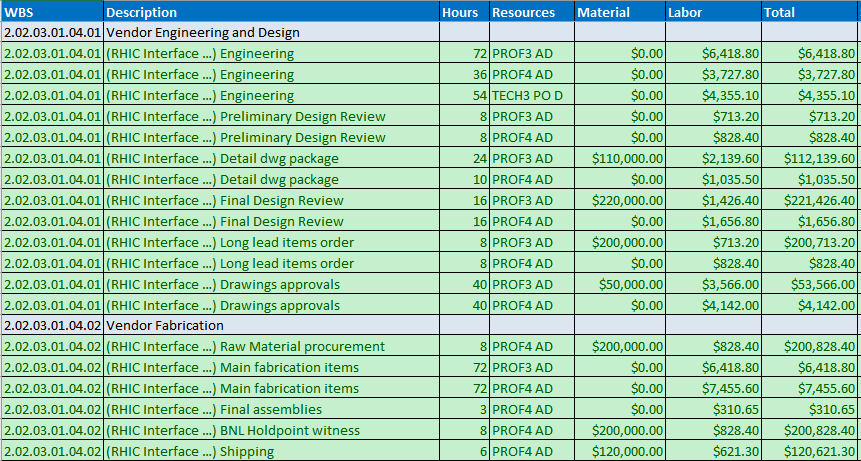 WBS Description Hours Resources Material Labor Total
2.02.03.01.04.01 Vendor Engineering and Design
2.02.03.01.04.01 (RHIC Interface ...) Engineering 72 PROF3 AD $0.00 $6,418.80 $6,418.80
2.02.03.01.04.01 (RHIC Interface ...) Engineering 36 PROF4 AD $0.00 $3,727.80 $3,727.80
2.02.03.01.04.01 (RHIC Interface ...) Engineering 54 TECH3 PO D $0.00 $4,355.10 $4,355.10
2.02.03.01.04.01 (RHIC Interface ...) Preliminary Design Review 8 PROF3 AD $0.00 $713.20 $713.20
2.02.03.01.04.01 (RHIC Interface ...) Preliminary Design Review 8 PROF4 AD $0.00 $828.40 $828.40
2.02.03.01.04.01 (RHIC Interface ...) Detail dwg package 24 PROF3 AD $110,000.00 $2,139.60 $112,139.60
2.02.03.01.04.01 (RHIC Interface ...) Detail dwg package 10 PROF4 AD $0.00 $1,035.50 $1,035.50
2.02.03.01.04.01 (RHIC Interface ...) Final Design Review 16 PROF3 AD $220,000.00 $1,426.40 $221,426.40
2.02.03.01.04.01 (RHIC Interface ...) Final Design Review 16 PROF4 AD $0.00 $1,656.80 $1,656.80
2.02.03.01.04.01 (RHIC Interface ...) Long lead items order 8 PROF3 AD $200,000.00 $713.20 $200,713.20
2.02.03.01.04.01 (RHIC Interface ...) Long lead items order 8 PROF4 AD $0.00 $828.40 $828.40
2.02.03.01.04.01 (RHIC Interface ...) Drawings approvals 40 PROF3 AD $50,000.00 $3,566.00 $53,566.00
2.02.03.01.04.01 (RHIC Interface ...) Drawings approvals 40 PROF4 AD $0.00 $4,142.00 $4,142.00
2.02.03.01.04.02 Vendor Fabrication
2.02.03.01.04.02 (RHIC Interface ...) Raw Material procurement 8 PROF4 AD $200,000.00 $828.40 $200,828.40
2.02.03.01.04.02 (RHIC Interface ...) Main fabrication items 72 PROF3 AD $0.00 $6,418.80 $6,418.80
2.02.03.01.04.02 (RHIC Interface ...) Main fabrication items 72 PROF4 AD $0.00 $7,455.60 $7,455.60
2.02.03.01.04.02 (RHIC Interface ...) Final assemblies 3 PROF4 AD $0.00 $310.65 $310.65
2.02.03.01.04.02 (RHIC Interface ...) BNL Holdpoint witness 8 PROF4 AD $200,000.00 $828.40 $200,828.40
2.02.03.01.04.02 (RHIC Interface ...) Shipping 6 PROF4 AD $120,000.00 $621.30 $120,621.30